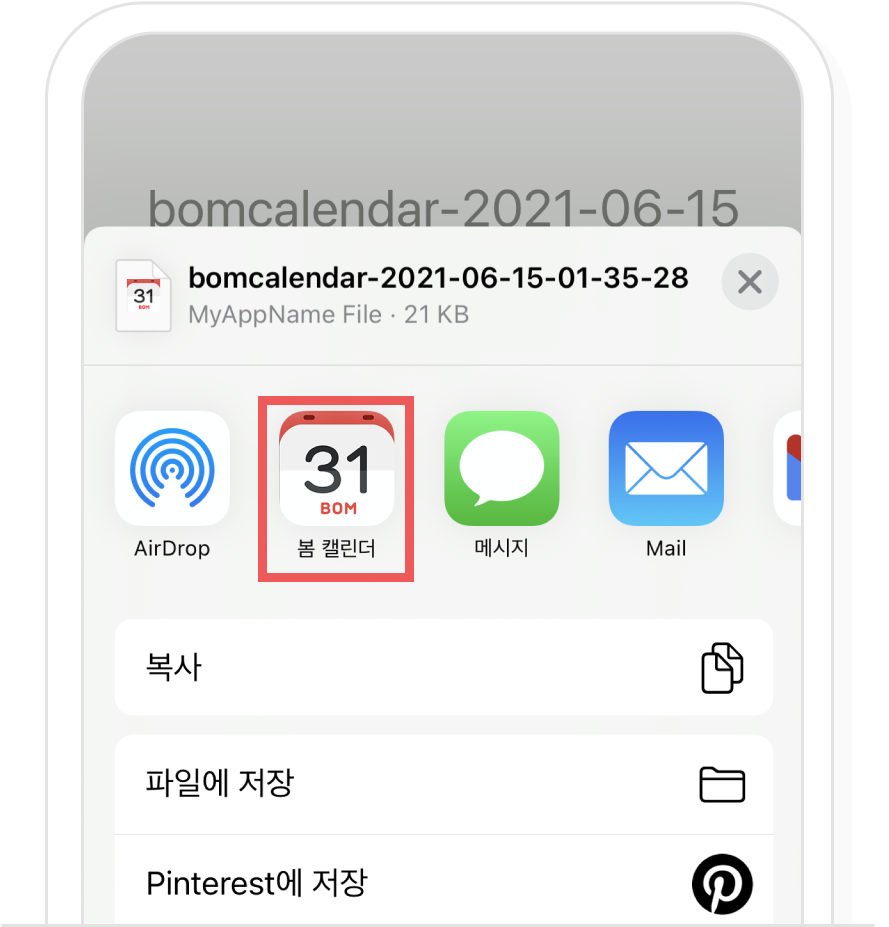 bomcalendar-2021-06-15
31
BOM
bomcalendar-2021-06-15-01-35-28
MyAppName File · 21 KB
31
BOM
AirDrop
봄 캘린더
메시지
Mail
복사
파일에 저장
Pinterest에 저장